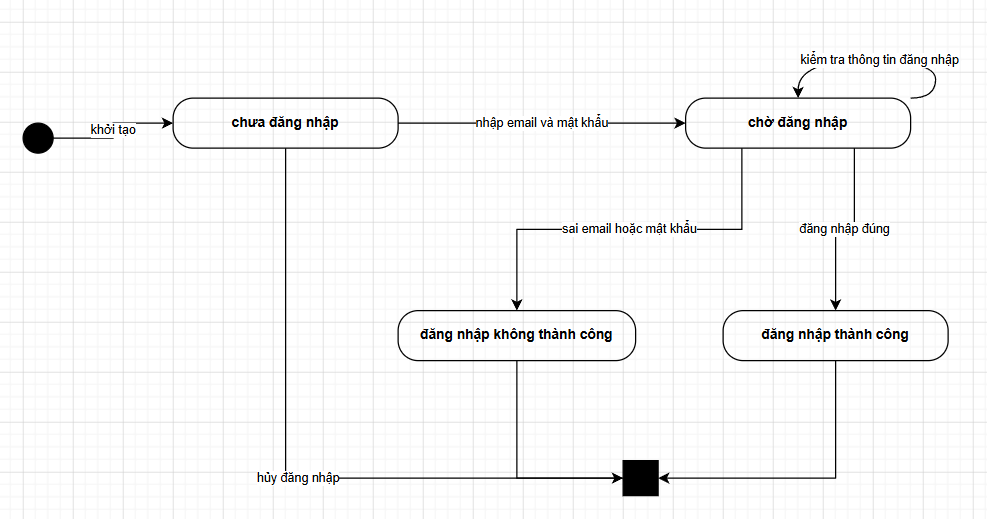 kiểm tra thông tin đăng nhập
khởi tạo
chưa đăng nhập
nhập email và mật khẩu
chờ đăng nhập
sai email hoặc mật khẩu
đăng nhập đúng
đăng nhập không thành công
đăng nhập thành công
hủy đăng nhập